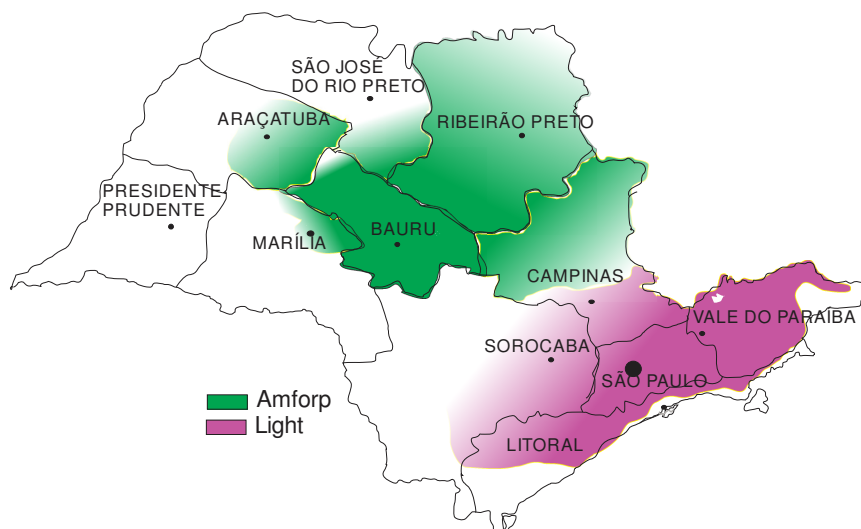 SÃO JOSÉ
DO RIO PRETO
ARAÇATUBA
RIBEIRÃO PRETO
PRESIDENTE
PRUDENTE
MARÍLIA
BAURU
CAMPINAS
VALE DO PARAÍBA
SOROCABA
SÃO PAULO
Amforp
Light
LITORAL